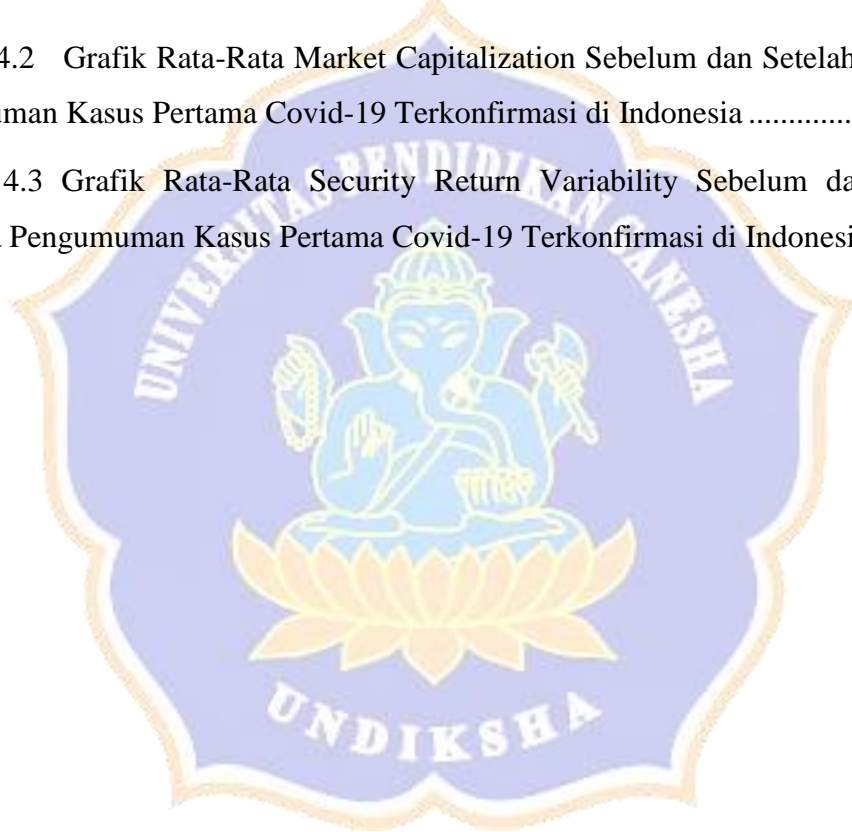 4.2 Grafik Rata-Rata Market Capitalization Sebelum dan Setelah
uman Kasus Pertama Covid-19 Terkonfirmasi di Indonesia .............
4.3 Grafik Rata-Rata Security Return Variability Sebelum da
Pengumuman Kasus Pertama Covid-19 Terkonfirmasi di Indonesi
UNIVERSITAS PENDIDIKAN GANESHA
UNDIKSHA